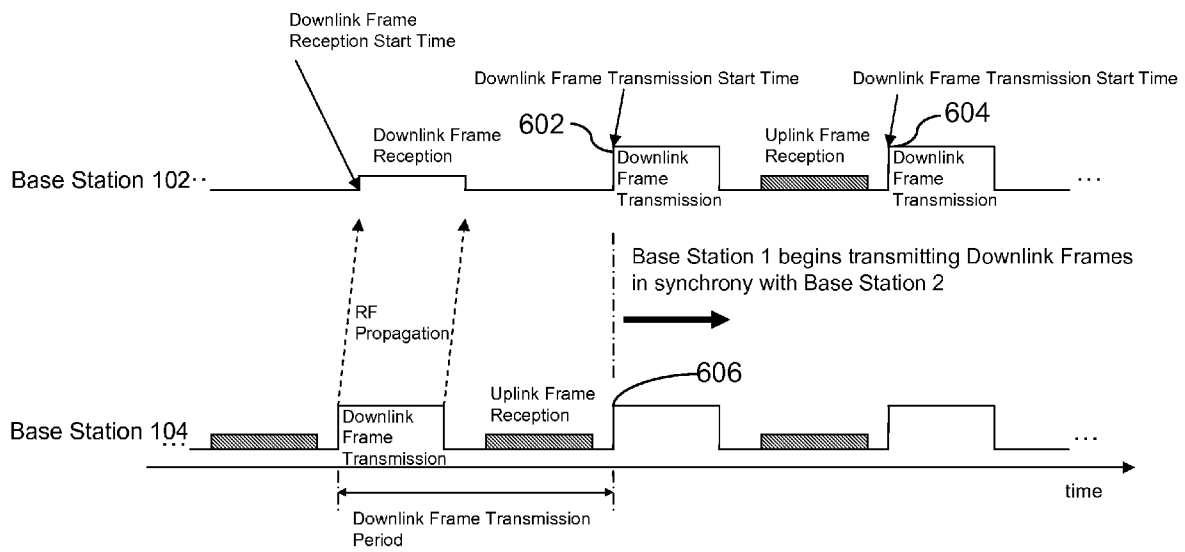 Downlink Frame
Reception Start Time
Downlink Frame Transmission Start Time
Downlink Frame Transmission Start Time
602
604
Downlink Frame
Reception
Uplink Frame
Reception
Base Station 102 ...
Downlink
Frame
Transmission
Downlink
Frame
Transmission
...
Base Station 1 begins transmitting Downlink Frames
in synchrony with Base Station 2
RF
Propagation
606
Uplink Frame
Reception
Base Station 104 ...
Downlink
Frame
Transmission
...
time
Downlink Frame Transmission
Period